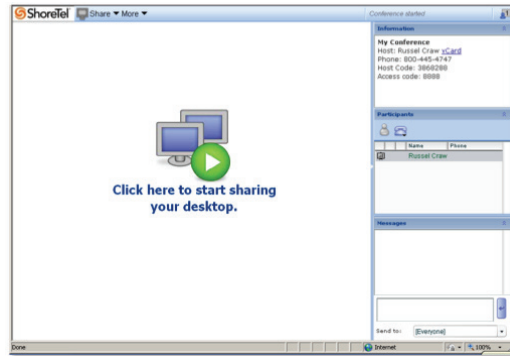 ShoreTel Share More Conference started
Information
My Conference
Host: Russel Craw vCard
Phone: 800-445-4747
Host Code: 3860280
Access code: 8080
Participants
Name Phone
Russel Craw
Click here to start sharing
your desktop.
Messages
Send to: [Everyone]
Done Internet 100%